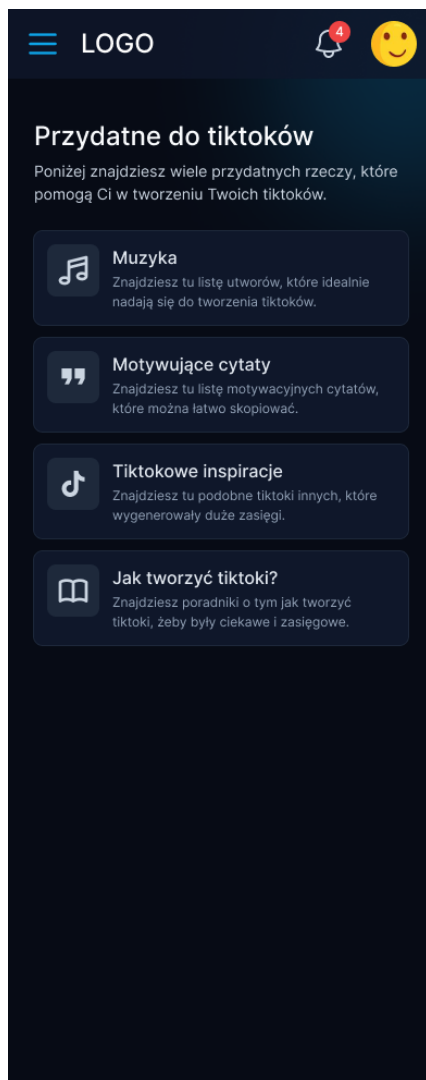 LOGO
4
Przydatne do tiktoków
Poniżej znajdziesz wiele przydatnych rzeczy, które
pomogą Ci w tworzeniu Twoich tiktoków.
Muzyka
Znajdziesz tu listę utworów, które idealnie
nadają się do tworzenia tiktoków.
Motywujące cytaty
Znajdziesz tu listę motywacyjnych cytatów,
które można łatwo skopiować.
Tiktokowe inspiracje
Znajdziesz tu podobne tiktoki innych, które
wygenerowały duże zasięgi.
Jak tworzyć tiktoki?
Znajdziesz poradniki o tym jak tworzyć
tiktoki, żeby były ciekawe i zasięgowe.